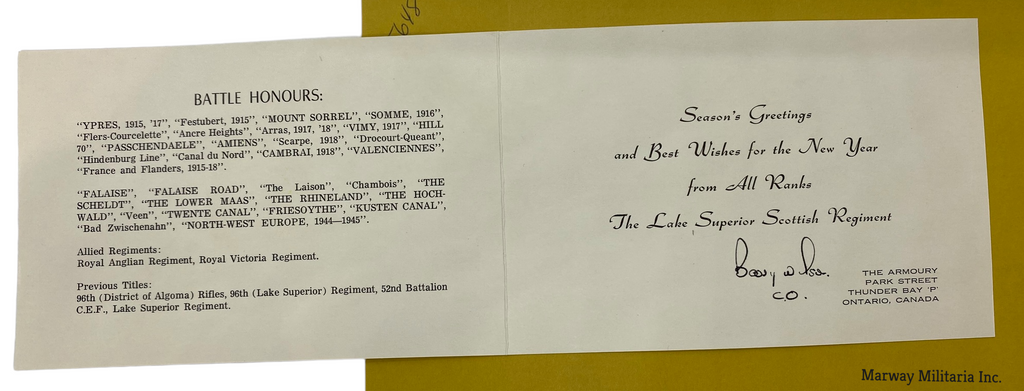 7648
BATTLE HONOURS:
"YPRES, 1915, '17", "Festubert, 1915", "MOUNT SORREL", "SOMME, 1916",
"Flers-Courcelette", "Ancre Heights", "Arras, 1917, '18", "VIMY, 1917", "HILL
70", "PASSCHENDAELE", "AMIENS", "Scarpe, 1918", "Drocourt-Queant",
"Hindenburg Line", "Canal du Nord", "CAMBRAI, 1918", "VALENCIENNES",
"France and Flanders, 1915-18".
"FALAISE", "FALAISE ROAD", "The Laison", "Chambois", "THE
SCHELDT", "THE LOWER MAAS", "THE RHINELAND", "THE HOCH-
WALD", "Veen", "TWENTE CANAL", "FRIESOYTHE", "KUSTEN CANAL",
"Bad Zwischenahn", "NORTH-WEST EUROPE, 1944—1945".
Allied Regiments:
Royal Anglian Regiment, Royal Victoria Regiment.
Previous Titles:
96th (District of Algoma) Rifles, 96th (Lake Superior) Regiment, 52nd Battalion
C.E.F., Lake Superior Regiment.
Season's Greetings
and Best Wishes for the New Year
from All Ranks
The Lake Superior Scottish Regiment
C.O.
THE ARMOURY
PARK STREET
THUNDER BAY 'P'
ONTARIO, CANADA
Marway Militaria Inc.